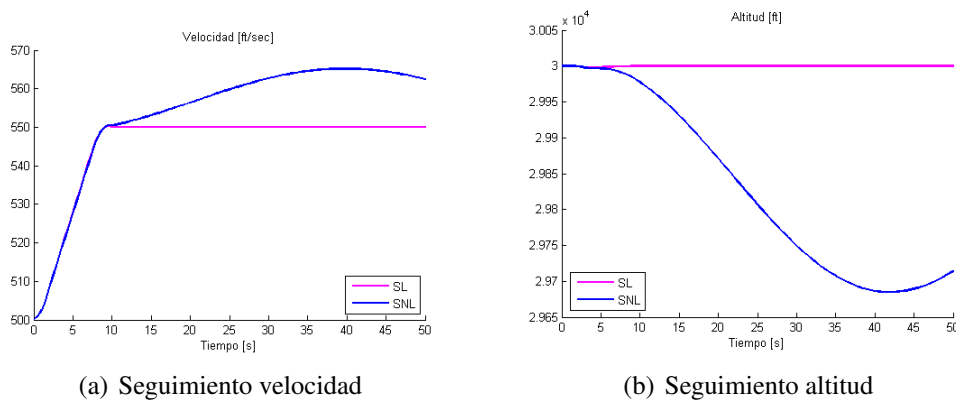 Velocidad [ft/sec]
570
560
550
540
530
520
510
500
0 5 10 15 20 25 30 35 40 45 50
Tiempo [s]
SL
SNL
(a) Seguimiento velocidad
x 10⁴
Altitud [ft]
3.005
3
2.995
2.99
2.985
2.98
2.975
2.97
2.965
0 5 10 15 20 25 30 35 40 45 50
Tiempo [s]
SL
SNL
(b) Seguimiento altitud